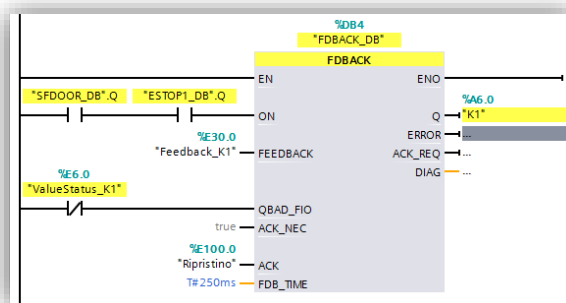 %DB4
"FDBACK_DB"
FDBACK
EN ENO
"SFDOOR_DB".Q "ESTOP1_DB".Q %A6.0
ON Q "K1"
%E30.0 ERROR ...
"Feedback_K1" FEEDBACK ACK_REQ ...
%E6.0 DIAG ...
"ValueStatus_K1"
QBAD_FIO
true ACK_NEC
%E100.0
"Ripristino" ACK
T#250ms FDB_TIME